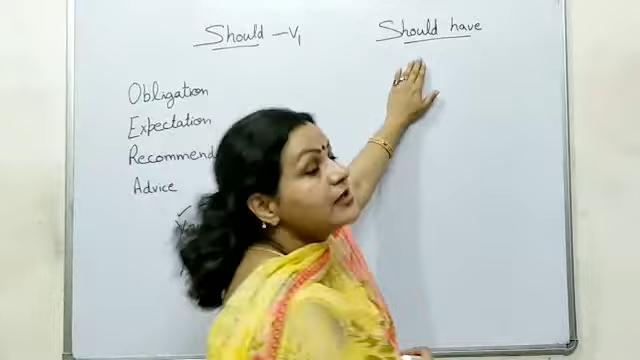 Should – V1
Should have
Obligation
Expectation
Recommend
Advice